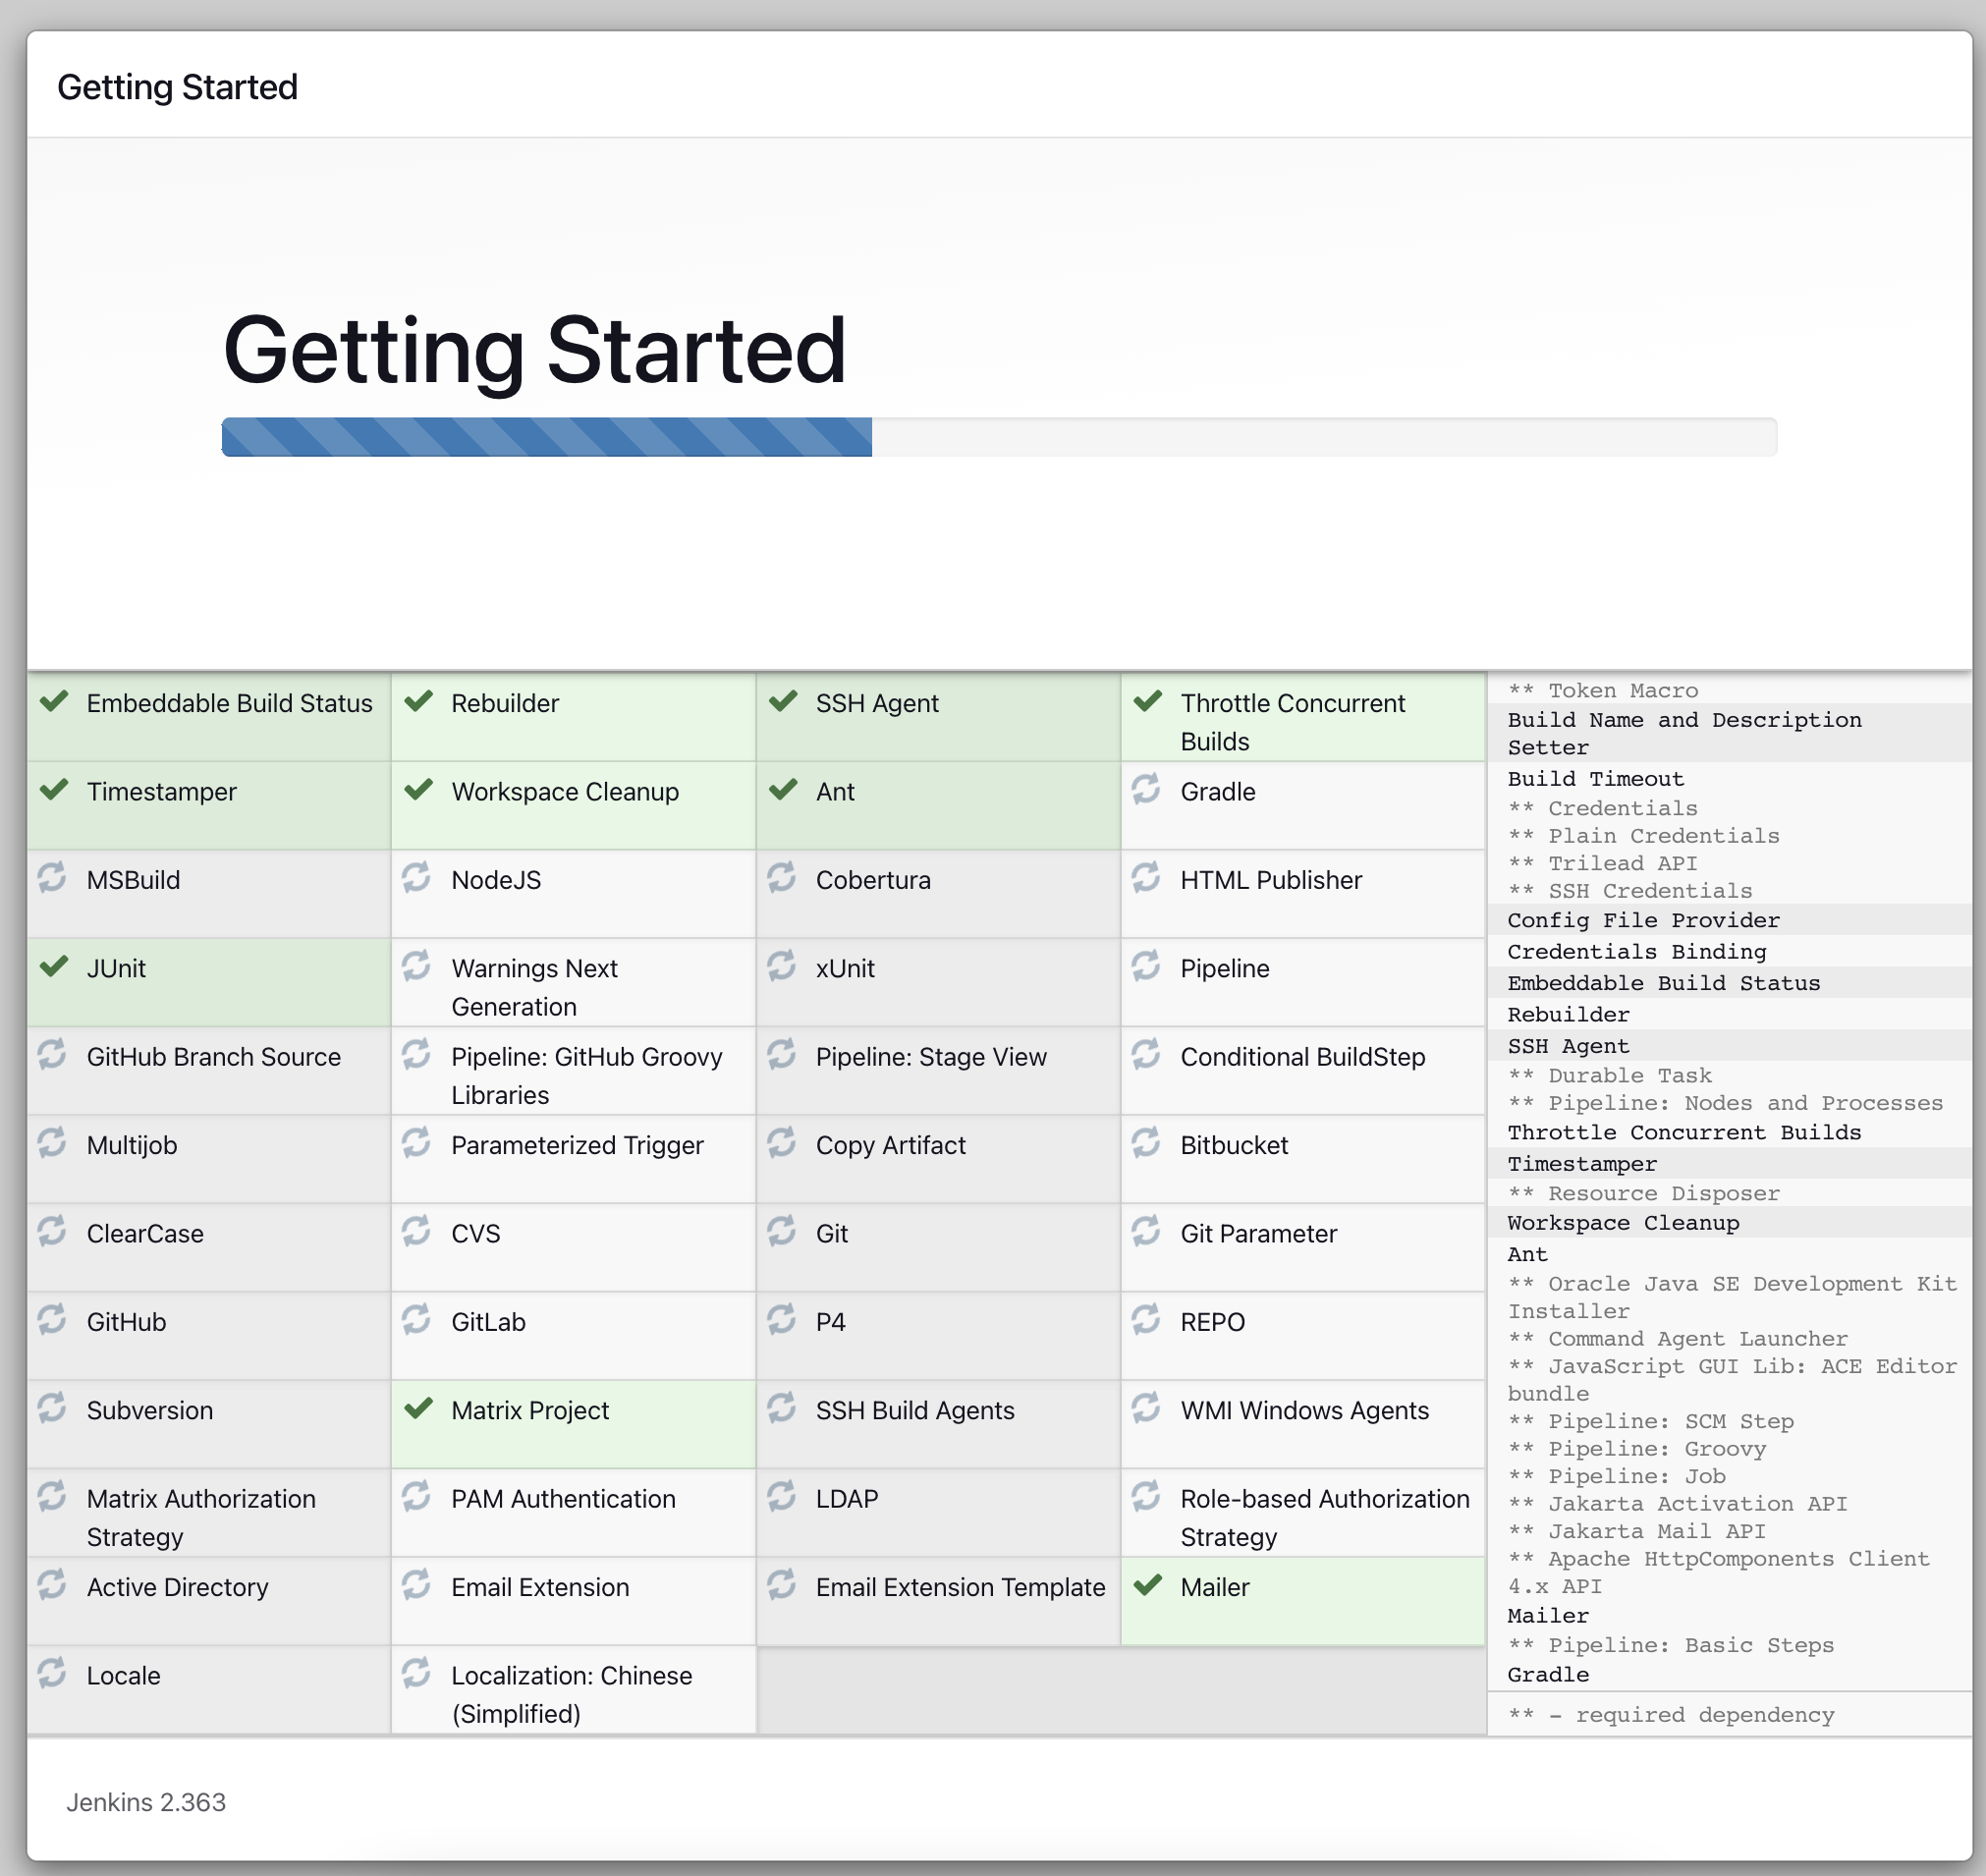 Getting Started
Getting Started
Embeddable Build Status
Rebuilder
SSH Agent
Throttle Concurrent
Builds
Timestamper
Workspace Cleanup
Ant
Gradle
MSBuild
NodeJS
Cobertura
HTML Publisher
JUnit
Warnings Next
Generation
xUnit
Pipeline
GitHub Branch Source
Pipeline: GitHub Groovy
Libraries
Pipeline: Stage View
Conditional BuildStep
Multijob
Parameterized Trigger
Copy Artifact
Bitbucket
ClearCase
CVS
Git
Git Parameter
GitHub
GitLab
P4
REPO
Subversion
Matrix Project
SSH Build Agents
WMI Windows Agents
Matrix Authorization
Strategy
PAM Authentication
LDAP
Role-based Authorization
Strategy
Active Directory
Email Extension
Email Extension Template
Mailer
Locale
Localization: Chinese
(Simplified)
** Token Macro
Build Name and Description
Setter
Build Timeout
** Credentials
** Plain Credentials
** Trilead API
** SSH Credentials
Config File Provider
Credentials Binding
Embeddable Build Status
Rebuilder
SSH Agent
** Durable Task
** Pipeline: Nodes and Processes
Throttle Concurrent Builds
Timestamper
** Resource Disposer
Workspace Cleanup
Ant
** Oracle Java SE Development Kit
Installer
** Command Agent Launcher
** JavaScript GUI Lib: ACE Editor
bundle
** Pipeline: SCM Step
** Pipeline: Groovy
** Pipeline: Job
** Jakarta Activation API
** Jakarta Mail API
** Apache HttpComponents Client
4.x API
Mailer
** Pipeline: Basic Steps
Gradle
** - required dependency
Jenkins 2.363